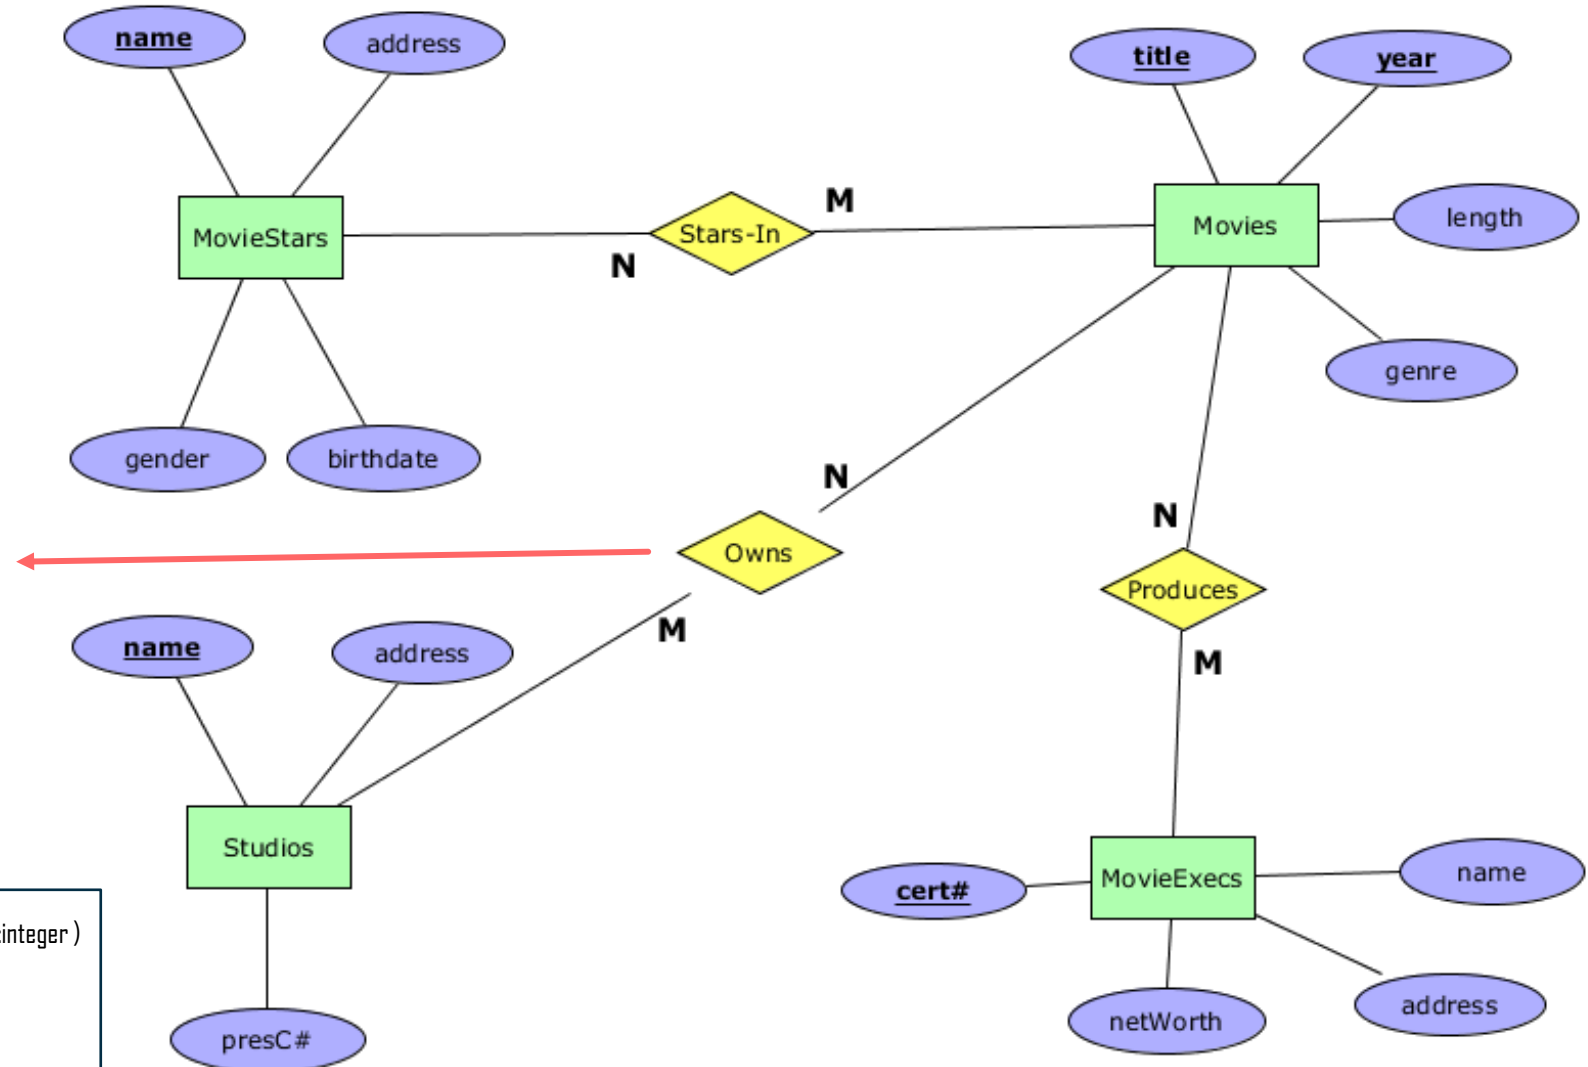 name
address
title
year
MovieStars
Stars-In
M
N
Movies
length
genre
gender
birthdate
N
Owns
M
N
Produces
M
name
address
Studios
presC#
cert#
MovieExecs
name
netWorth
address
integer )